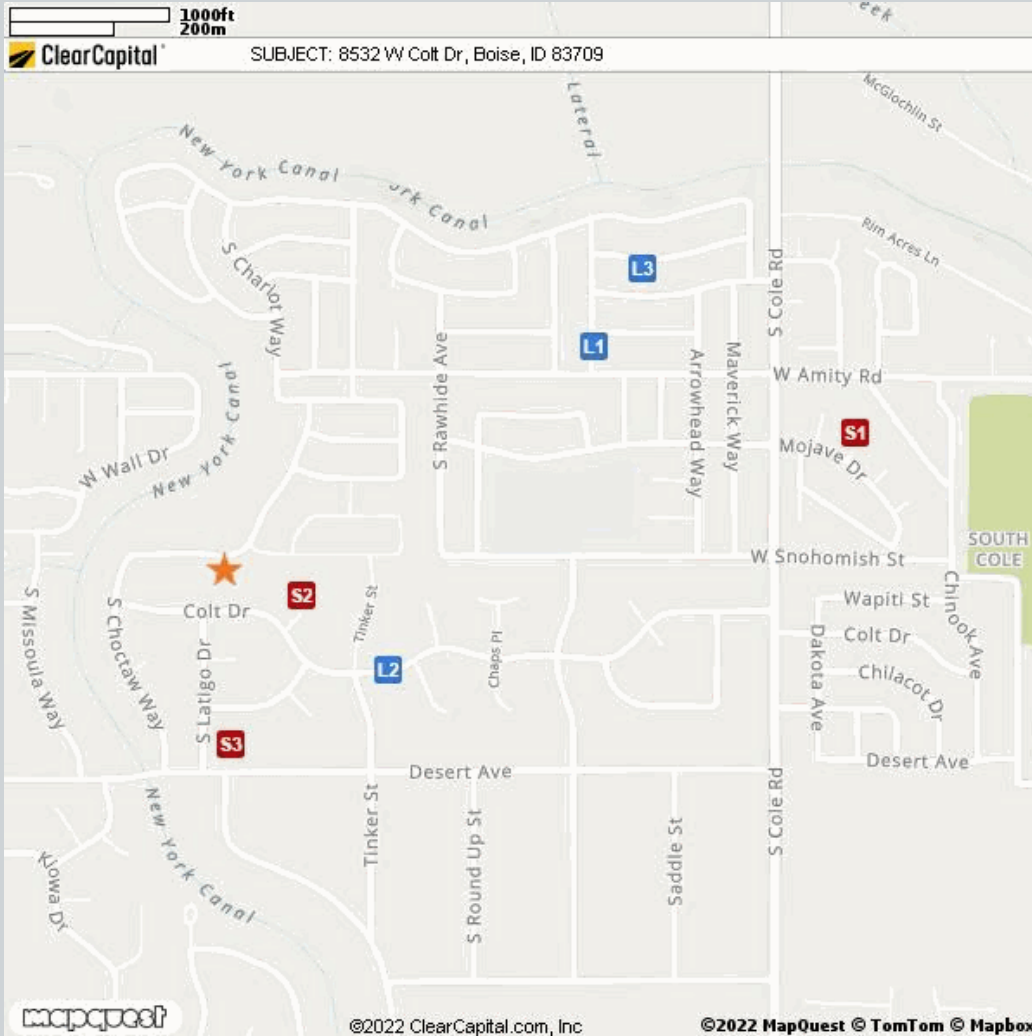 1000ft
200m
ClearCapital
SUBJECT: 8532 W Colt Dr, Boise, ID 83709
eek
McGlochlin St
Lateral
New York Canal
ork Canal
Rim Acres Ln
S Charlot Way
L3
S Cole Rd
L1
S Rawhide Ave
Arrowhead Way
Maverick Way
W Amity Rd
New York Canal
S1
Mojave Dr
W Wall Dr
SOUTH
COLE
W Snohomish St
S2
Colt Dr
Tinker St
Wapiti St
Chinook Ave
S Missoula Way
S Choctaw Way
S Latigo Dr
Chaps Pl
L2
Dakota Ave
Colt Dr
Chilacot Dr
S3
Desert Ave
Desert Ave
S Cole Rd
New York Canal
Tinker St
S Round Up St
Saddle St
Kiowa Dr
mapquest
©2022 ClearCapital.com, Inc
©2022 MapQuest © TomTom © Mapbox